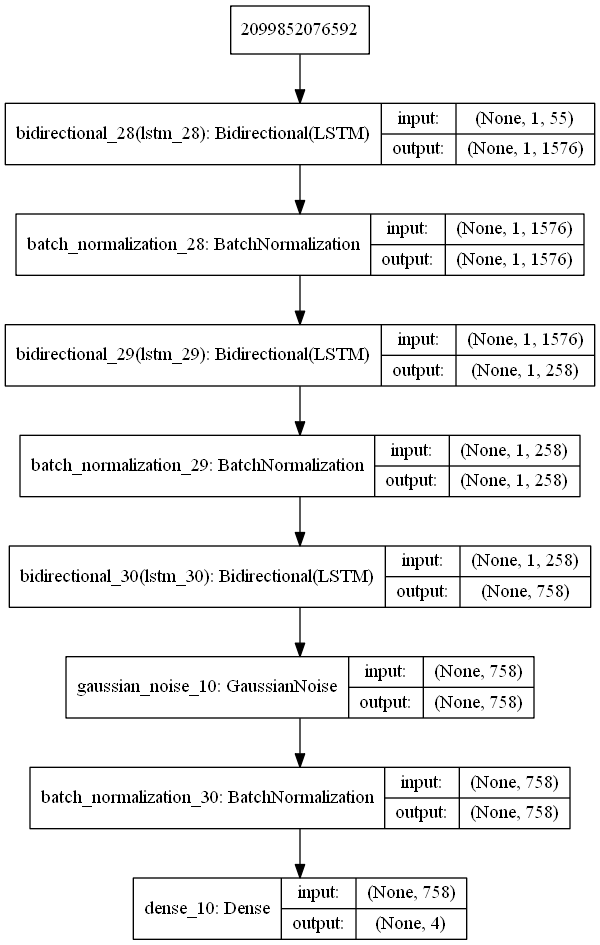 2099852076592
bidirectional_28(lstm_28): Bidirectional(LSTM)
input: (None, 1, 55)
output: (None, 1, 1576)
batch_normalization_28: BatchNormalization
input: (None, 1, 1576)
output: (None, 1, 1576)
bidirectional_29(lstm_29): Bidirectional(LSTM)
input: (None, 1, 1576)
output: (None, 1, 258)
batch_normalization_29: BatchNormalization
input: (None, 1, 258)
output: (None, 1, 258)
bidirectional_30(lstm_30): Bidirectional(LSTM)
input: (None, 1, 258)
output: (None, 758)
gaussian_noise_10: GaussianNoise
input: (None, 758)
output: (None, 758)
batch_normalization_30: BatchNormalization
input: (None, 758)
output: (None, 758)
dense_10: Dense
input: (None, 758)
output: (None, 4)